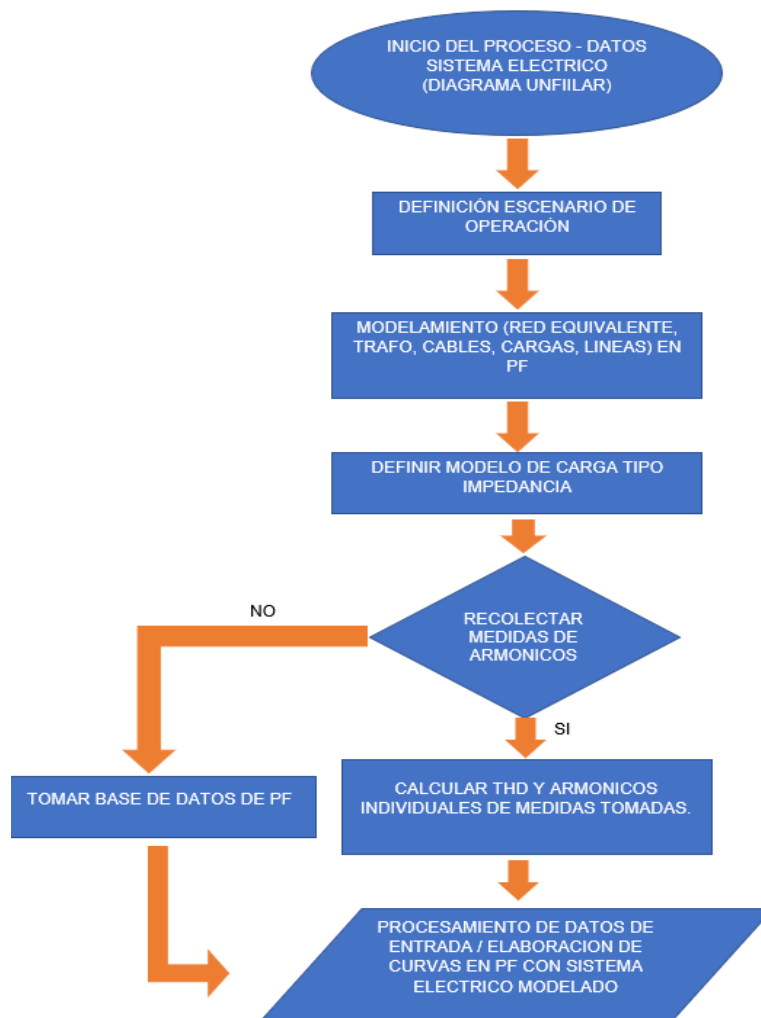 INICIO DEL PROCESO - DATOS
SISTEMA ELECTRICO
(DIAGRAMA UNFIILAR)
DEFINICIÓN ESCENARIO DE
OPERACIÓN
MODELAMIENTO (RED EQUIVALENTE,
TRAFO, CABLES, CARGAS, LINEAS) EN
PF
DEFINIR MODELO DE CARGA TIPO
IMPEDANCIA
RECOLECTAR
MEDIDAS DE
ARMONICOS
NO
SI
TOMAR BASE DE DATOS DE PF
CALCULAR THD Y ARMONICOS
INDIVIDUALES DE MEDIDAS TOMADAS.
PROCESAMIENTO DE DATOS DE
ENTRADA / ELABORACION DE
CURVAS EN PF CON SISTEMA
ELECTRICO MODELADO